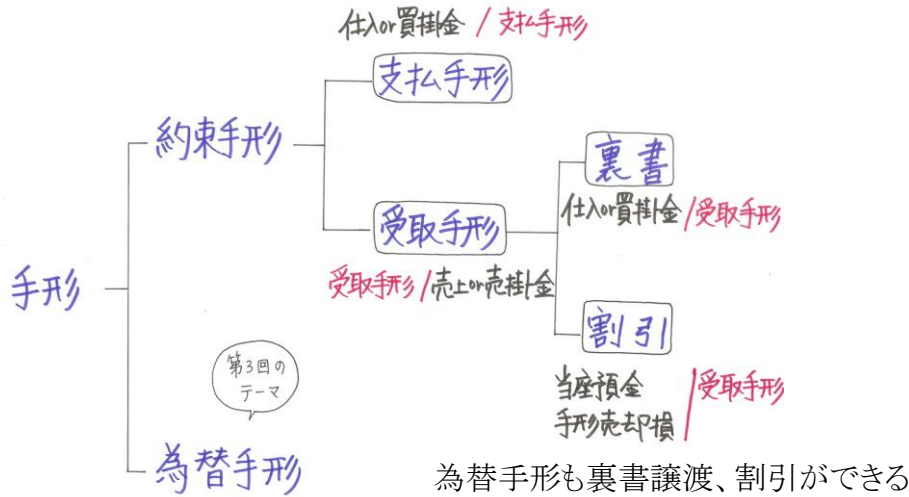 仕入or買掛金 / 支払手形
支払手形
約束手形
裏書
仕入or買掛金 / 受取手形
受取手形
受取手形 / 売上or売掛金
手形
割引
第3回の
テーマ
当座預金 / 受取手形
手形売却損
為替手形
為替手形も裏書譲渡、割引ができる